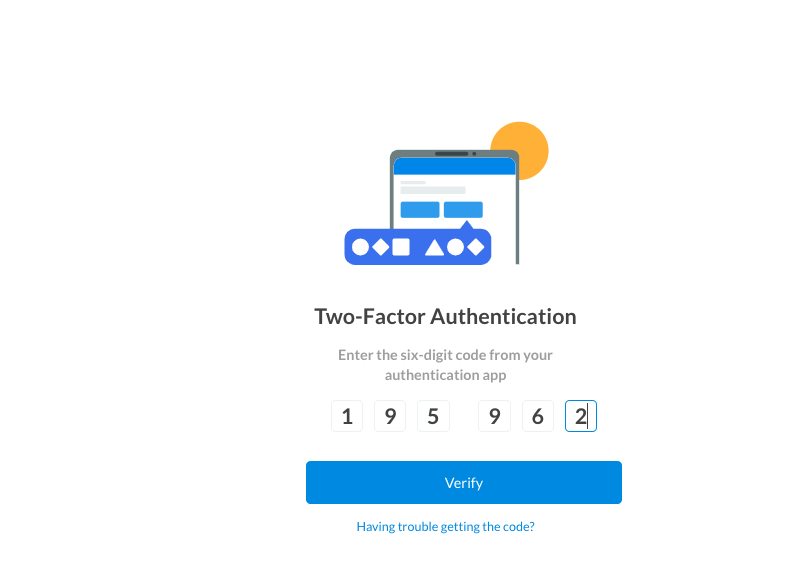 Two-Factor Authentication
Enter the six-digit code from your
authentication app
1 9 5 9 6 2
Verify
Having trouble getting the code?